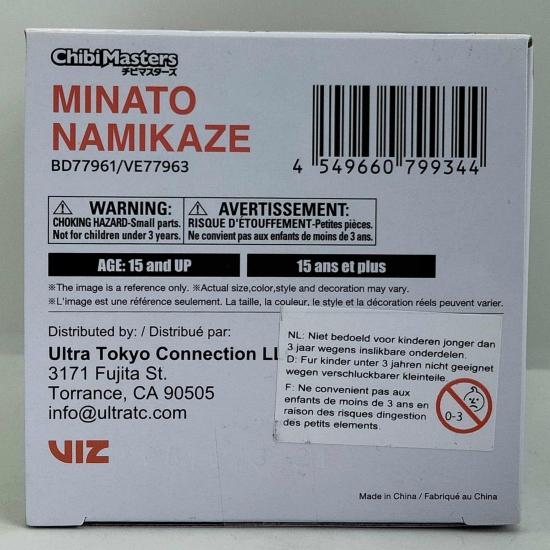 ChibiMasters
チビマスターズ
MINATO
NAMIKAZE
BD77961/VE77963
4 549660 799344
WARNING:
CHOKING HAZARD-Small parts.
Not for children under 3 years.
AVERTISSEMENT:
RISQUE D'ÉTOUFFEMENT-Petites pièces.
Ne convient pas aux enfants de moins de 3 ans.
AGE: 15 and UP
15 ans et plus
※The image is a reference only. ※Actual size,color,style and decoration may vary.
※L'image est une référence seulement. La taille, la couleur, le style et la décoration réels peuvent varier.
Distributed by: / Distribué par:
Ultra Tokyo Connection
3171 Fujita St.
Torrance, CA 90505
info@ultratc.com
NL: Niet bedoeld voor kinderen jonger dan
3 jaar wegens inslikbare onderdelen.
D: Fur kinder unter 3 jahren nicht geeignet
wegen verschluckbarer kleinteile.
F: Ne convenient pas aux
enfants de moins de 3 ans en
raison des risques dingestion
des petits elements.
0-3
VIZ
Made in China / Fabriqué au China